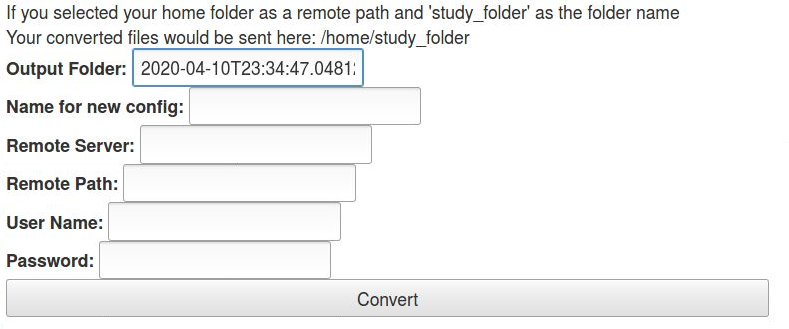 If you selected your home folder as a remote path and 'study_folder' as the folder name
Your converted files would be sent here: /home/study_folder
Output Folder: 2020-04-10T23:34:47.0481
Name for new config:
Remote Server:
Remote Path:
User Name:
Password:
Convert